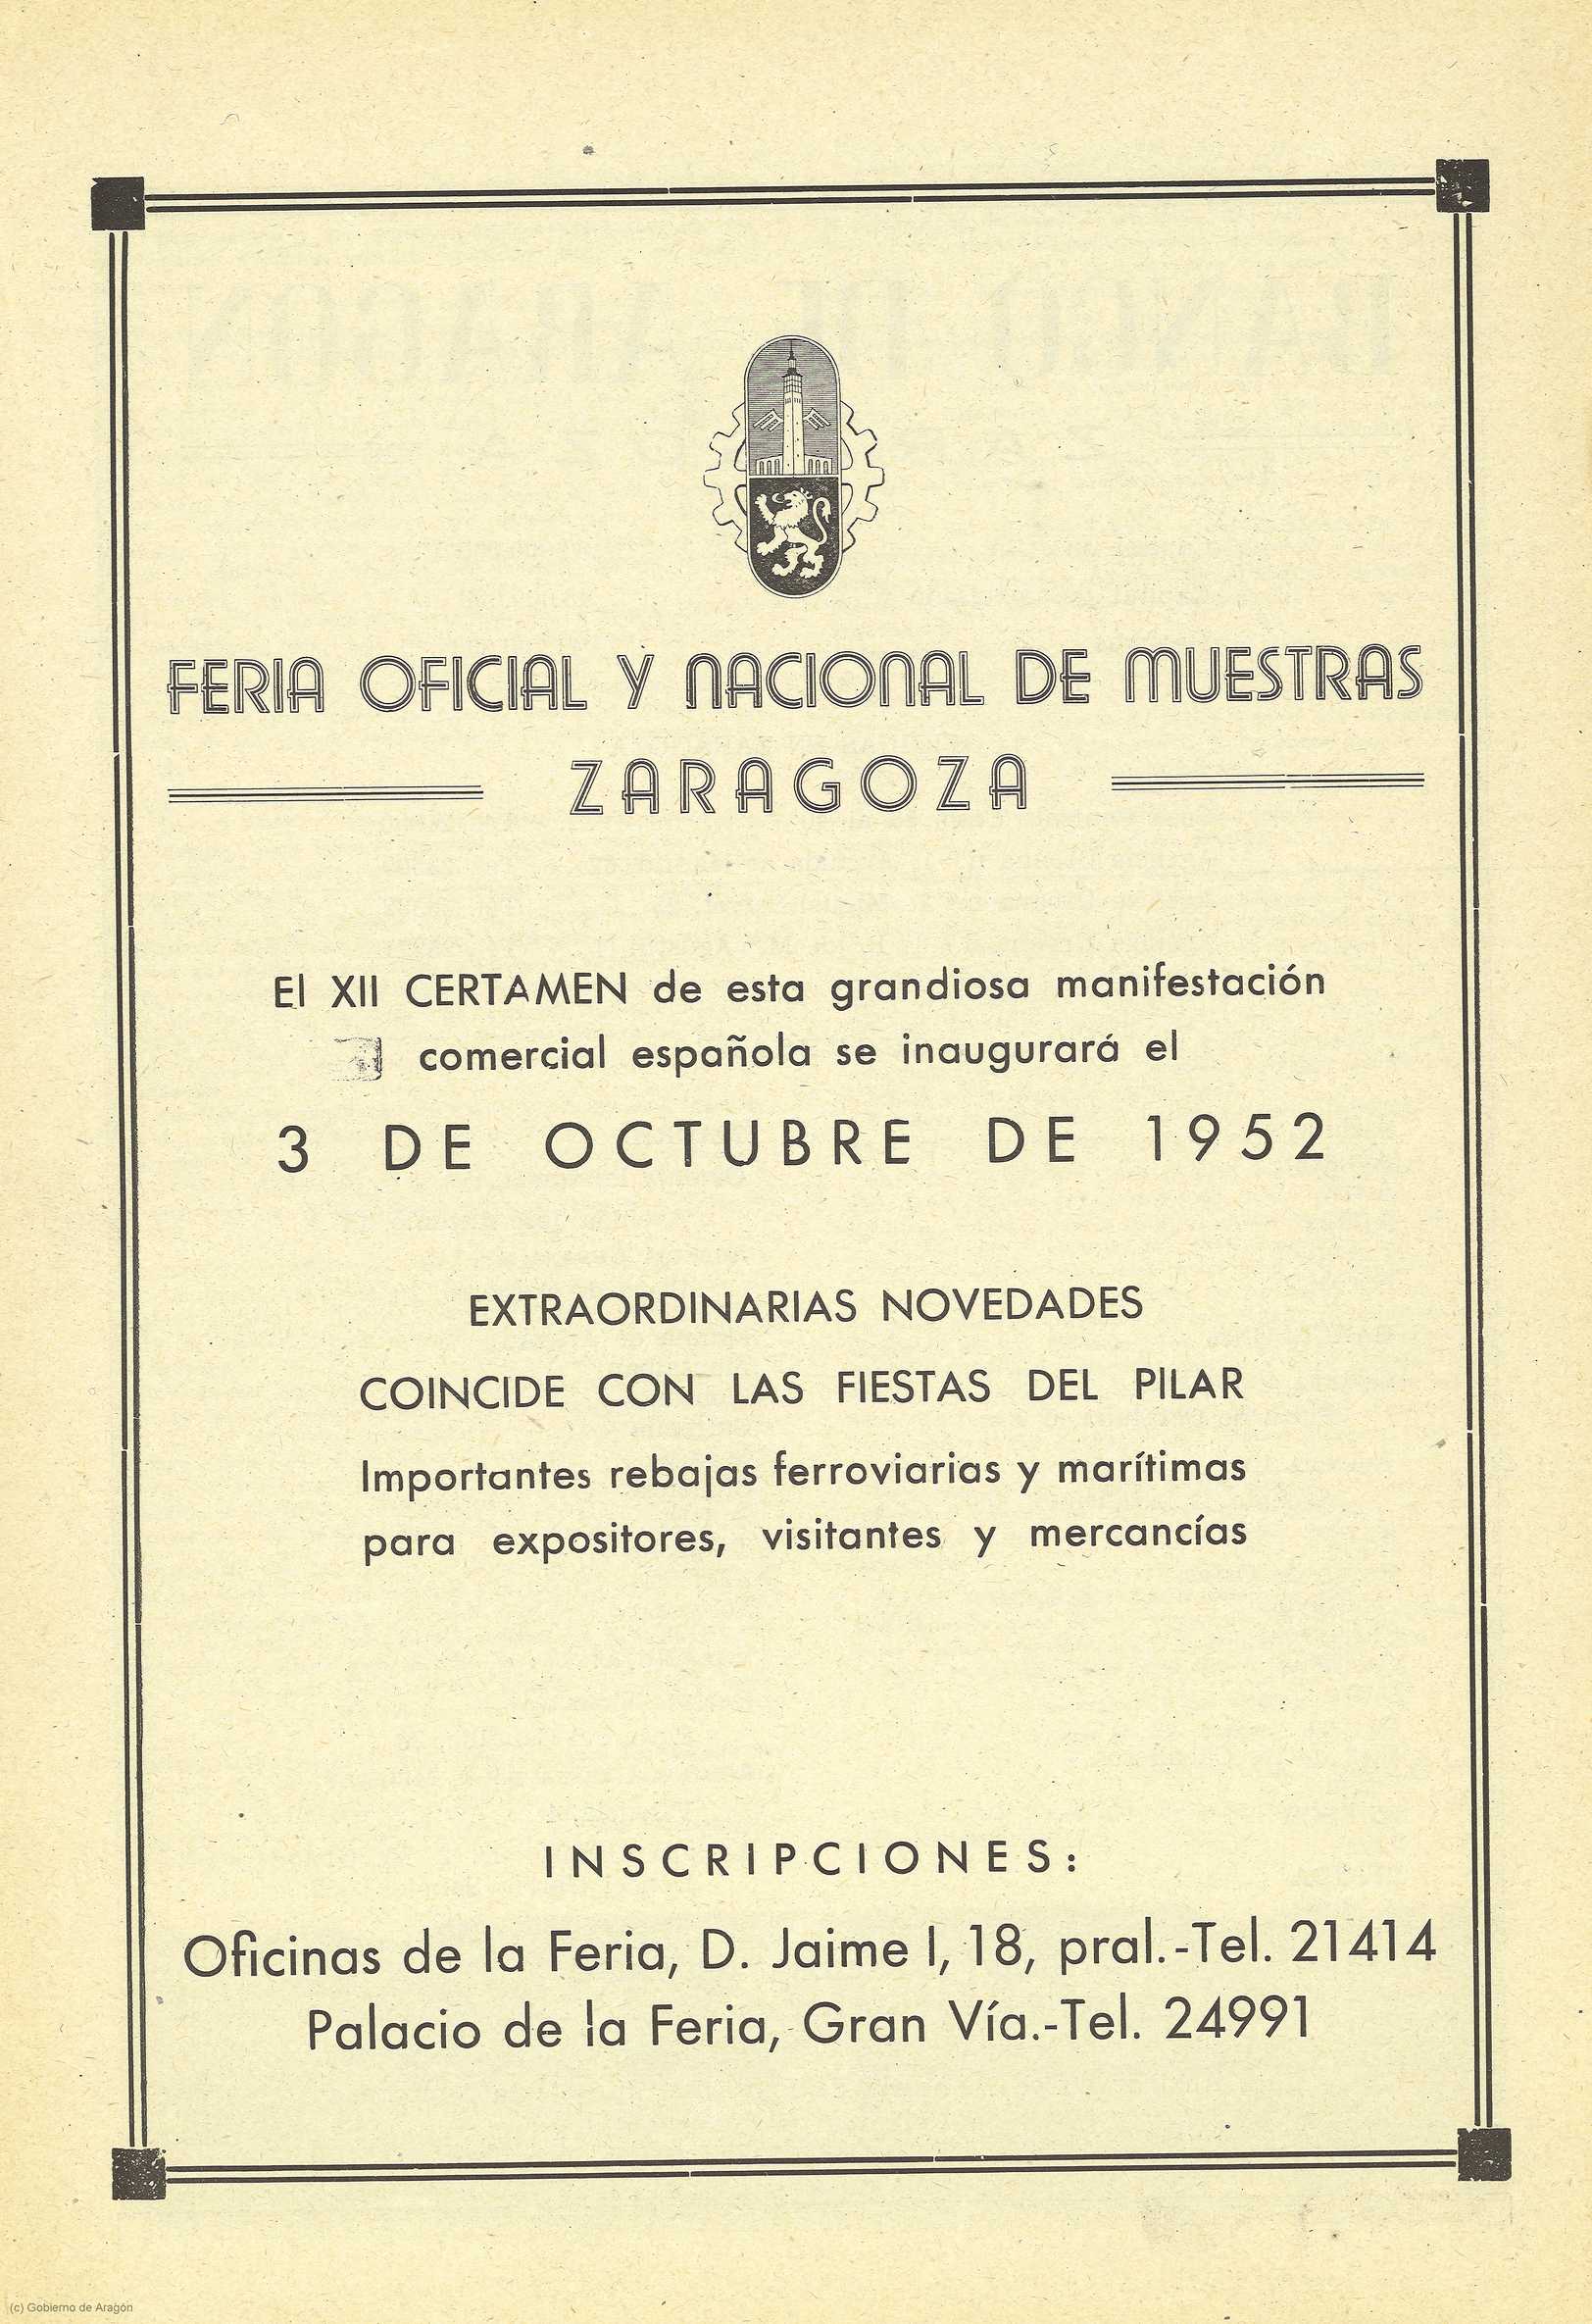 FERIA OFICIAL Y NACIONAL DE MUESTRAS
ZARAGOZA
El XII CERTAMEN de esta grandiosa manifestación
comercial española se inaugurará el
3 DE OCTUBRE DE 1952
EXTRAORDINARIAS NOVEDADES
COINCIDE CON LAS FIESTAS DEL PILAR
Importantes rebajas ferroviarias y marítimas
para expositores, visitantes y mercancías
INSCRIPCIONES:
Oficinas de la Feria, D. Jaime I, 18, pral.-Tel. 21414
Palacio de la Feria, Gran Vía.-Tel. 24991
(c) Gobierno de Aragón